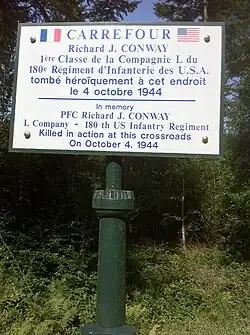 CARREFOUR
Richard J. CONWAY
1ère Classe de la Compagnie L du
180e Régiment d'Infanterie des U.S.A.
tombé héroïquement à cet endroit
le 4 octobre 1944
In memory
PFC Richard J. CONWAY
L Company - 180 th US Infantry Regiment
Killed in action at this crossroads
On October 4, 1944